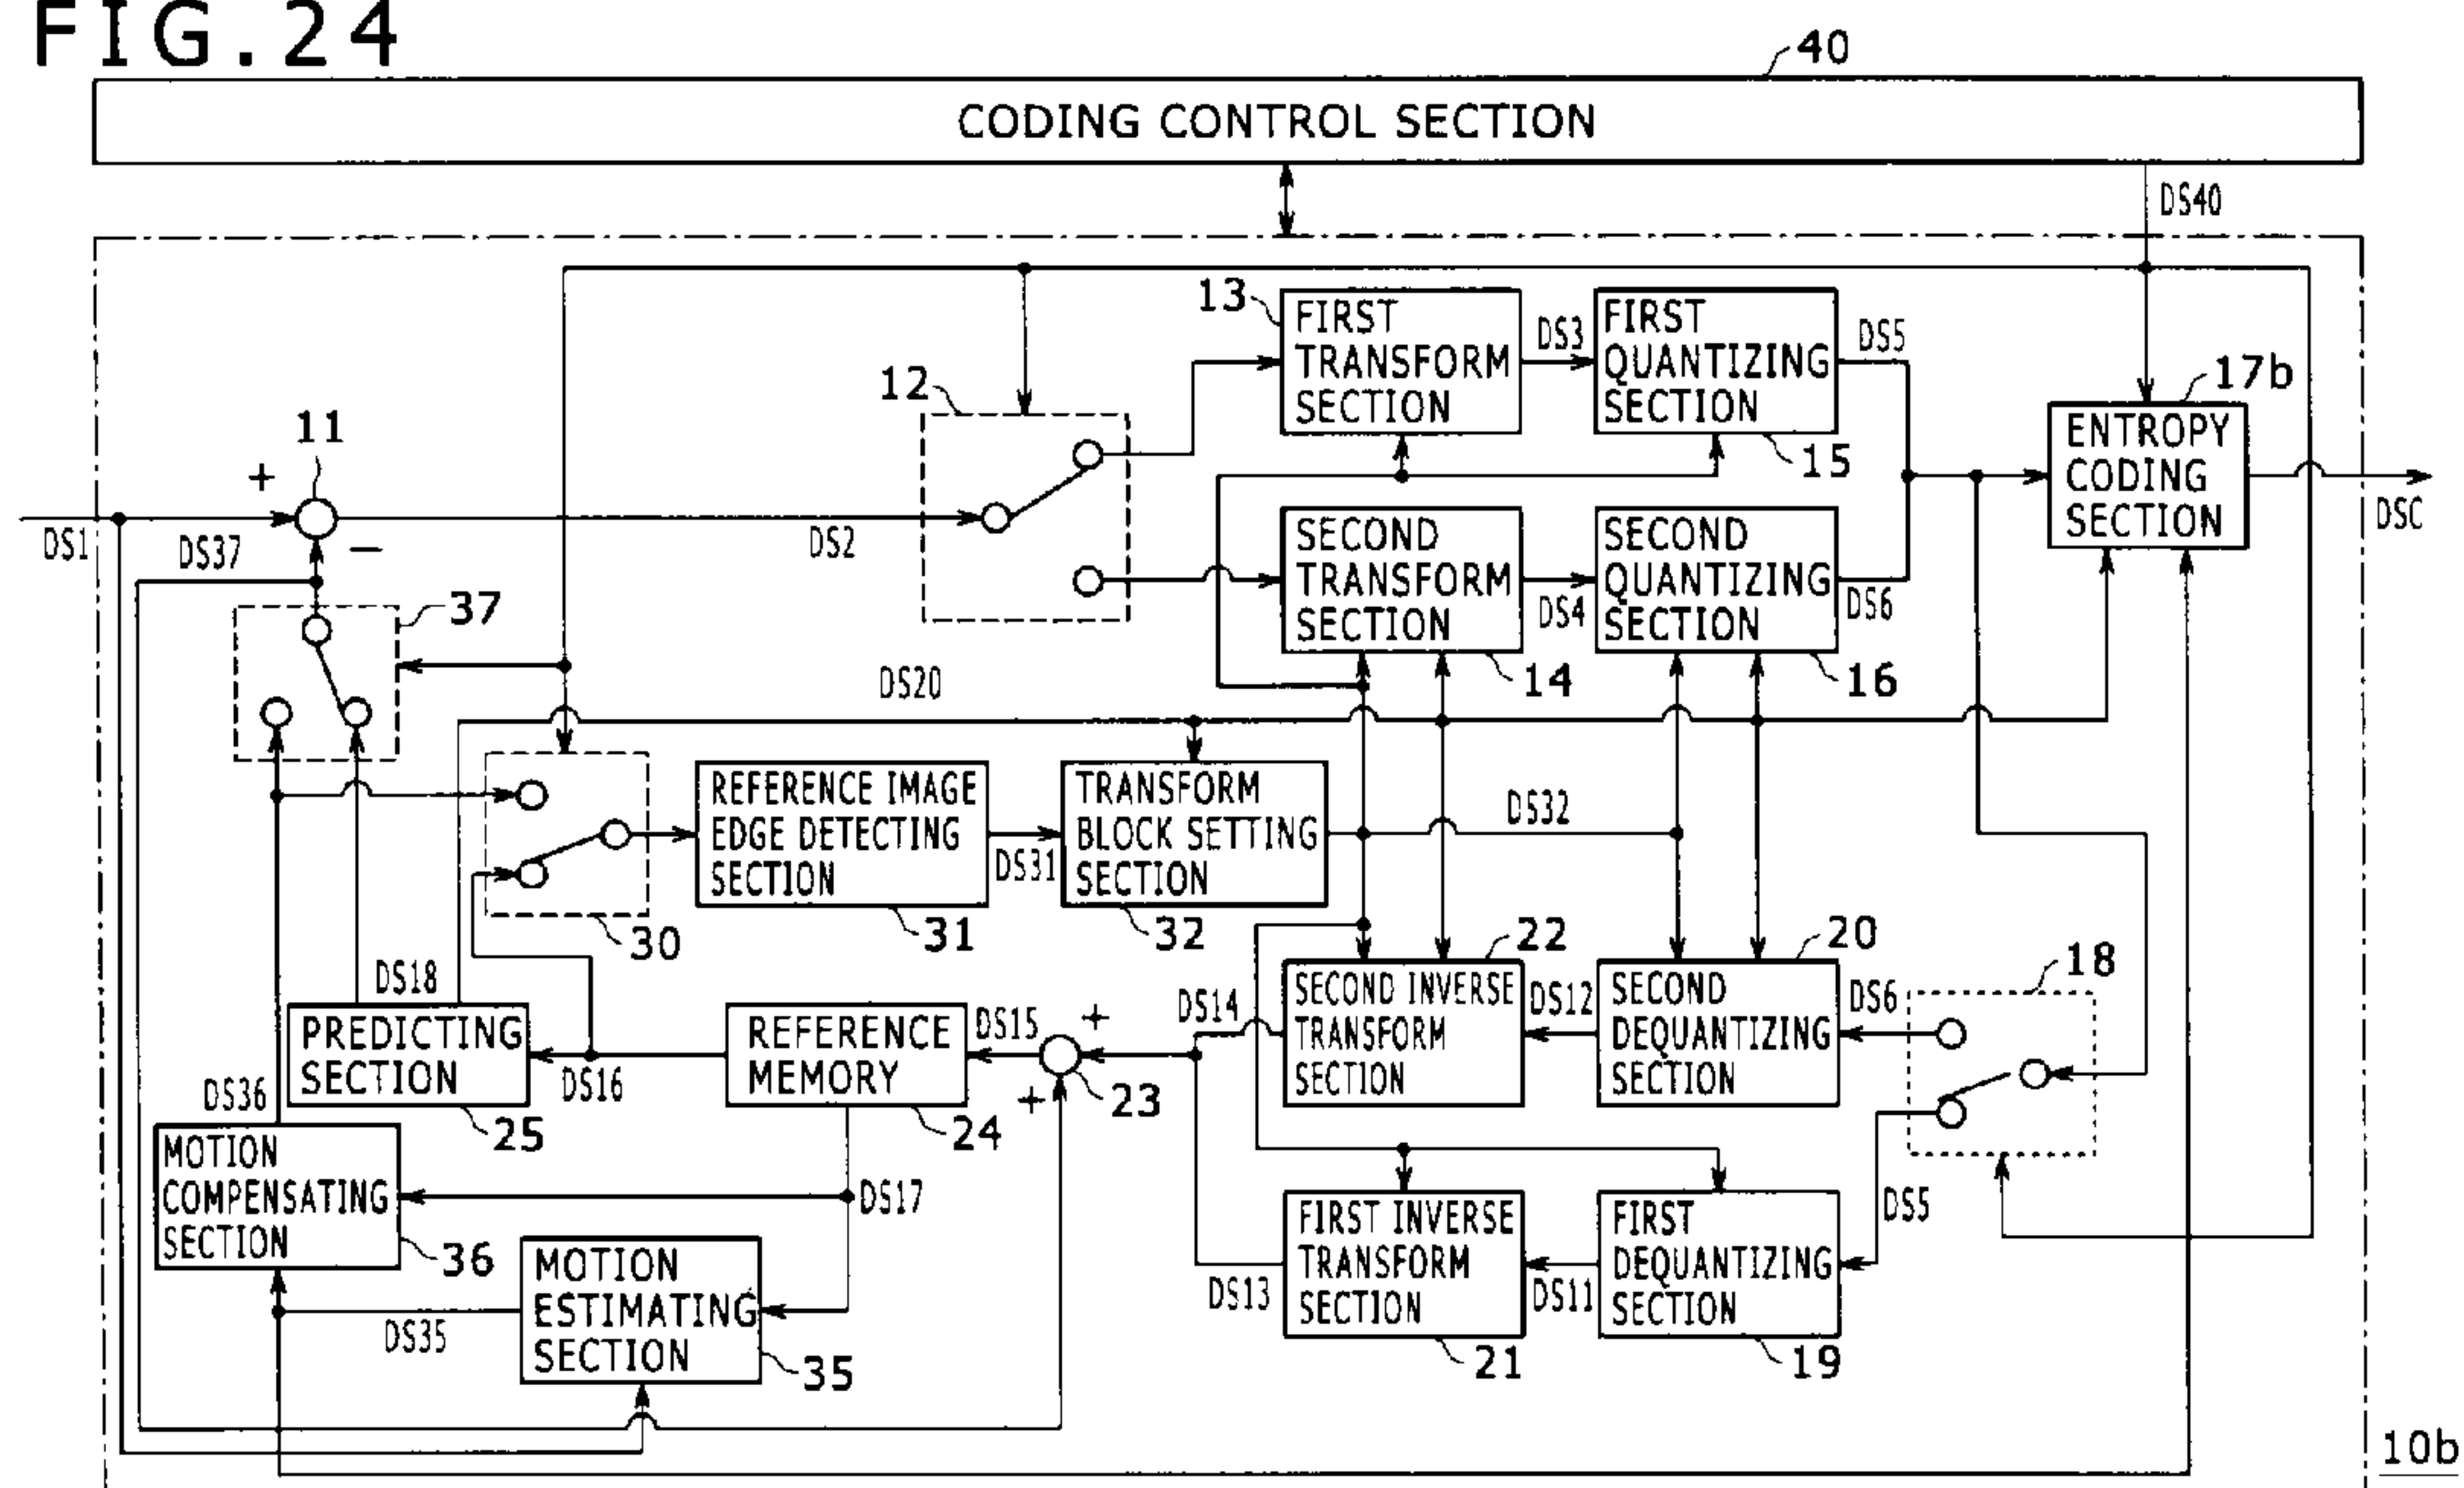 FIG.24
40
CODING CONTROL SECTION
DS40
13
FIRST
TRANSFORM
SECTION
DS3
FIRST
QUANTIZING
SECTION
DS5
15
12
17b
ENTROPY
CODING
SECTION
DSC
11
+
−
DS1
DS37
DS2
SECOND
TRANSFORM
SECTION
DS4
SECOND
QUANTIZING
SECTION
DS6
14
16
37
DS20
REFERENCE IMAGE
EDGE DETECTING
SECTION
DS31
TRANSFORM
BLOCK SETTING
SECTION
DS32
30
31
32
22
20
18
DS18
PREDICTING
SECTION
25
DS16
REFERENCE
MEMORY
24
DS15
+
+
23
DS14
SECOND INVERSE
TRANSFORM
SECTION
DS12
SECOND
DEQUANTIZING
SECTION
DS6
DS36
MOTION
COMPENSATING
SECTION
36
DS17
DS35
MOTION
ESTIMATING
SECTION
35
DS13
FIRST INVERSE
TRANSFORM
SECTION
21
DS11
FIRST
DEQUANTIZING
SECTION
19
DS5
10b